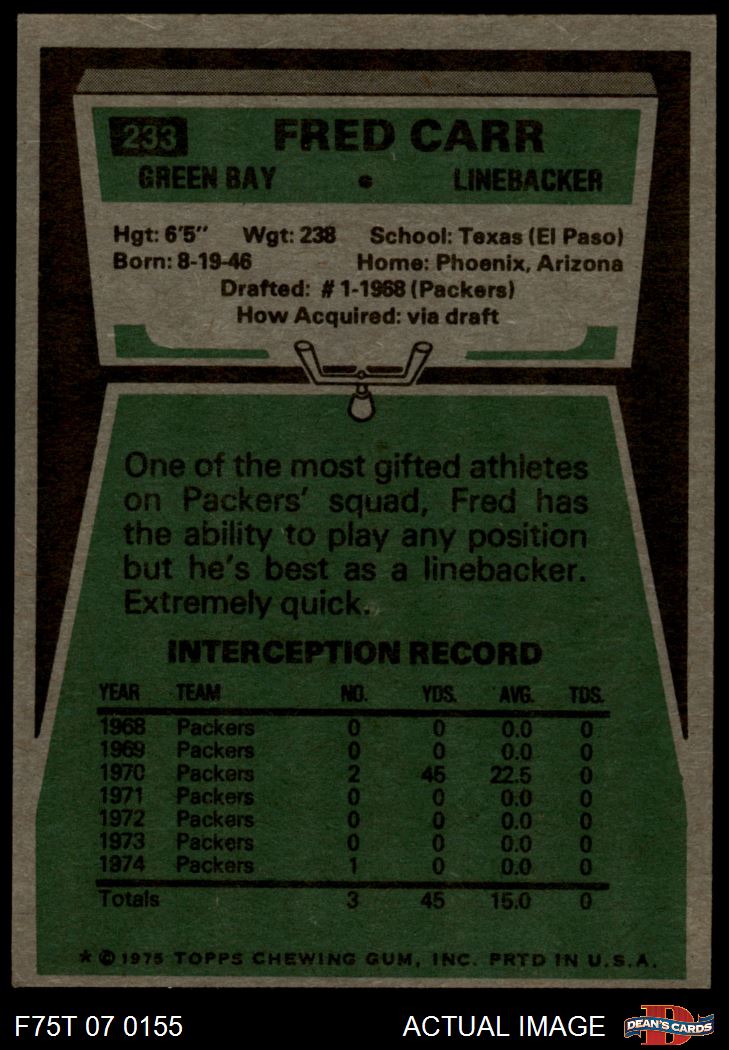 233 FRED CARR
GREEN BAY • LINEBACKER
Hgt: 6'5" Wgt: 238 School: Texas (El Paso)
Born: 8-19-46 Home: Phoenix, Arizona
Drafted: # 1-1968 (Packers)
How Acquired: via draft
One of the most gifted athletes
on Packers' squad, Fred has
the ability to play any position
but he's best as a linebacker.
Extremely quick.
INTERCEPTION RECORD
YEAR TEAM NO. YDS. AVG. TDS.
1968 Packers 0 0 0.0 0
1969 Packers 0 0 0.0 0
1970 Packers 2 45 22.5 0
1971 Packers 0 0 0.0 0
1972 Packers 0 0 0.0 0
1973 Packers 0 0 0.0 0
1974 Packers 1 0 0.0 0
Totals 3 45 15.0 0
* © 1975 TOPPS CHEWING GUM, INC. PRTD IN U.S.A.
F75T 07 0155 ACTUAL IMAGE D DEAN'S CARDS